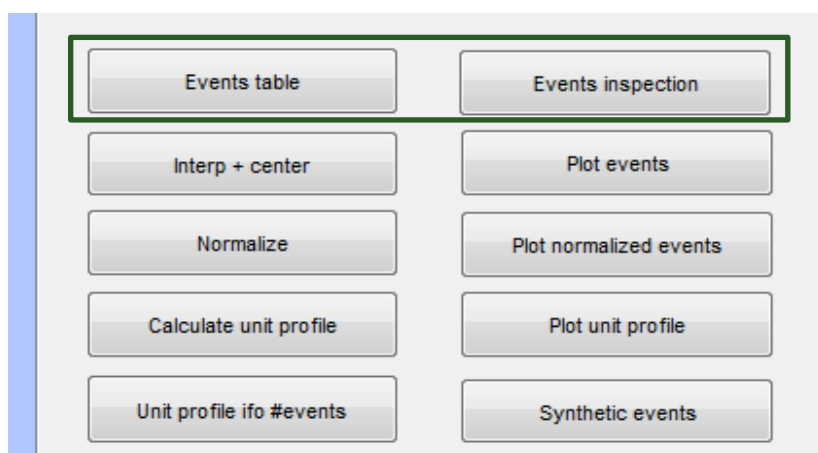 Events table
Events inspection
Interp + center
Plot events
Normalize
Plot normalized events
Calculate unit profile
Plot unit profile
Unit profile ifo #events
Synthetic events